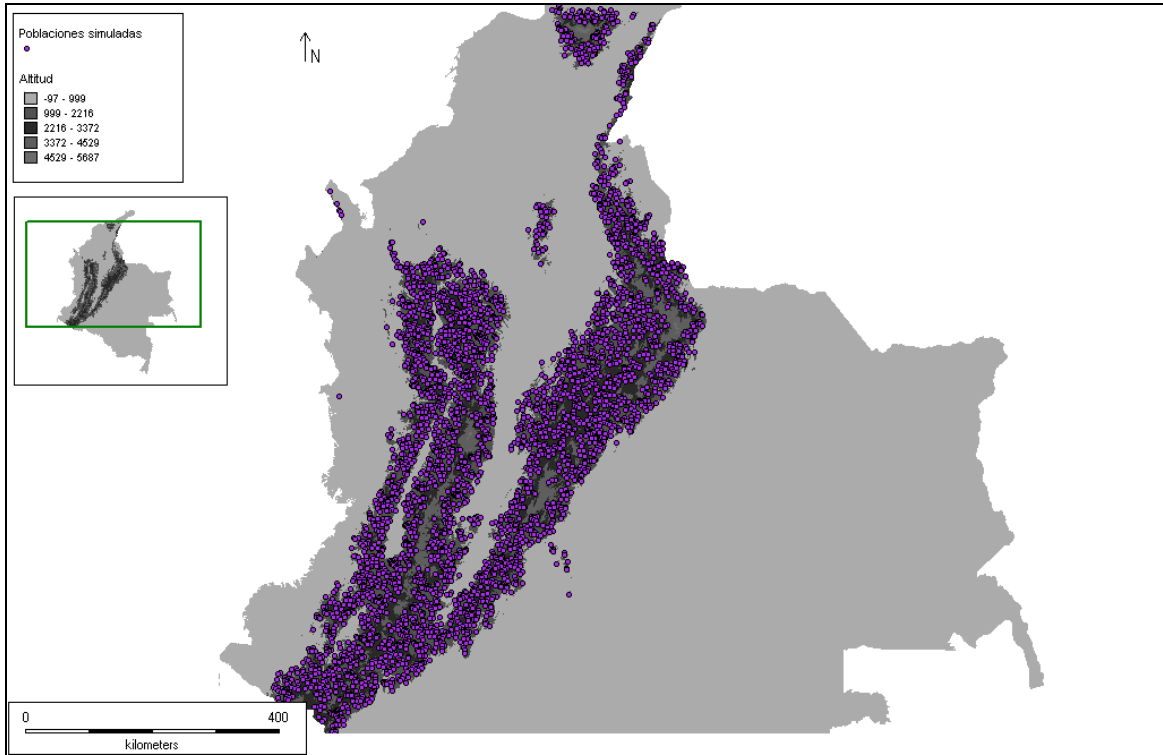 Poblaciones simuladas
Altitud
-97 - 999
999 - 2216
2216 - 3372
3372 - 4529
4529 - 5687
N
0 400
kilometers